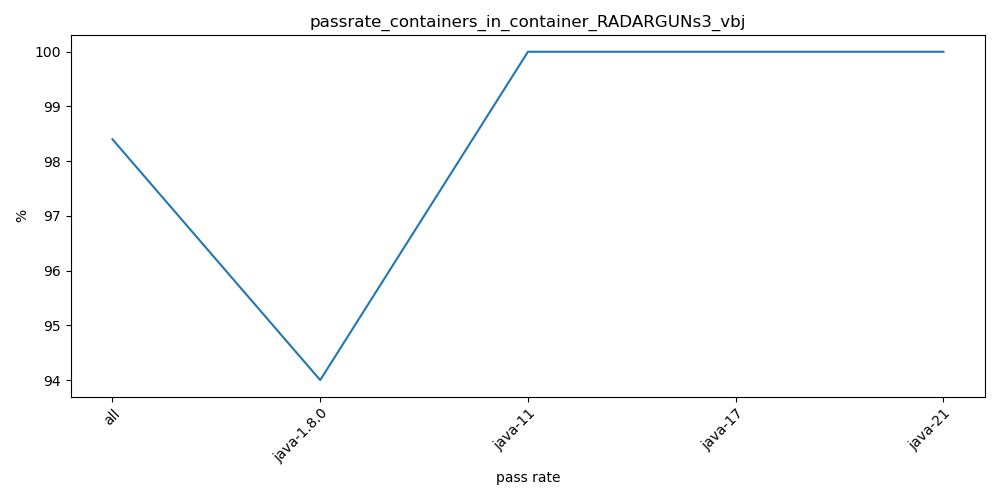 passrate_containers_in_container_RADARGUNs3_vbj
100
99
98
97
96
95
94
%
all
java-1.8.0
java-11
java-17
java-21
pass rate